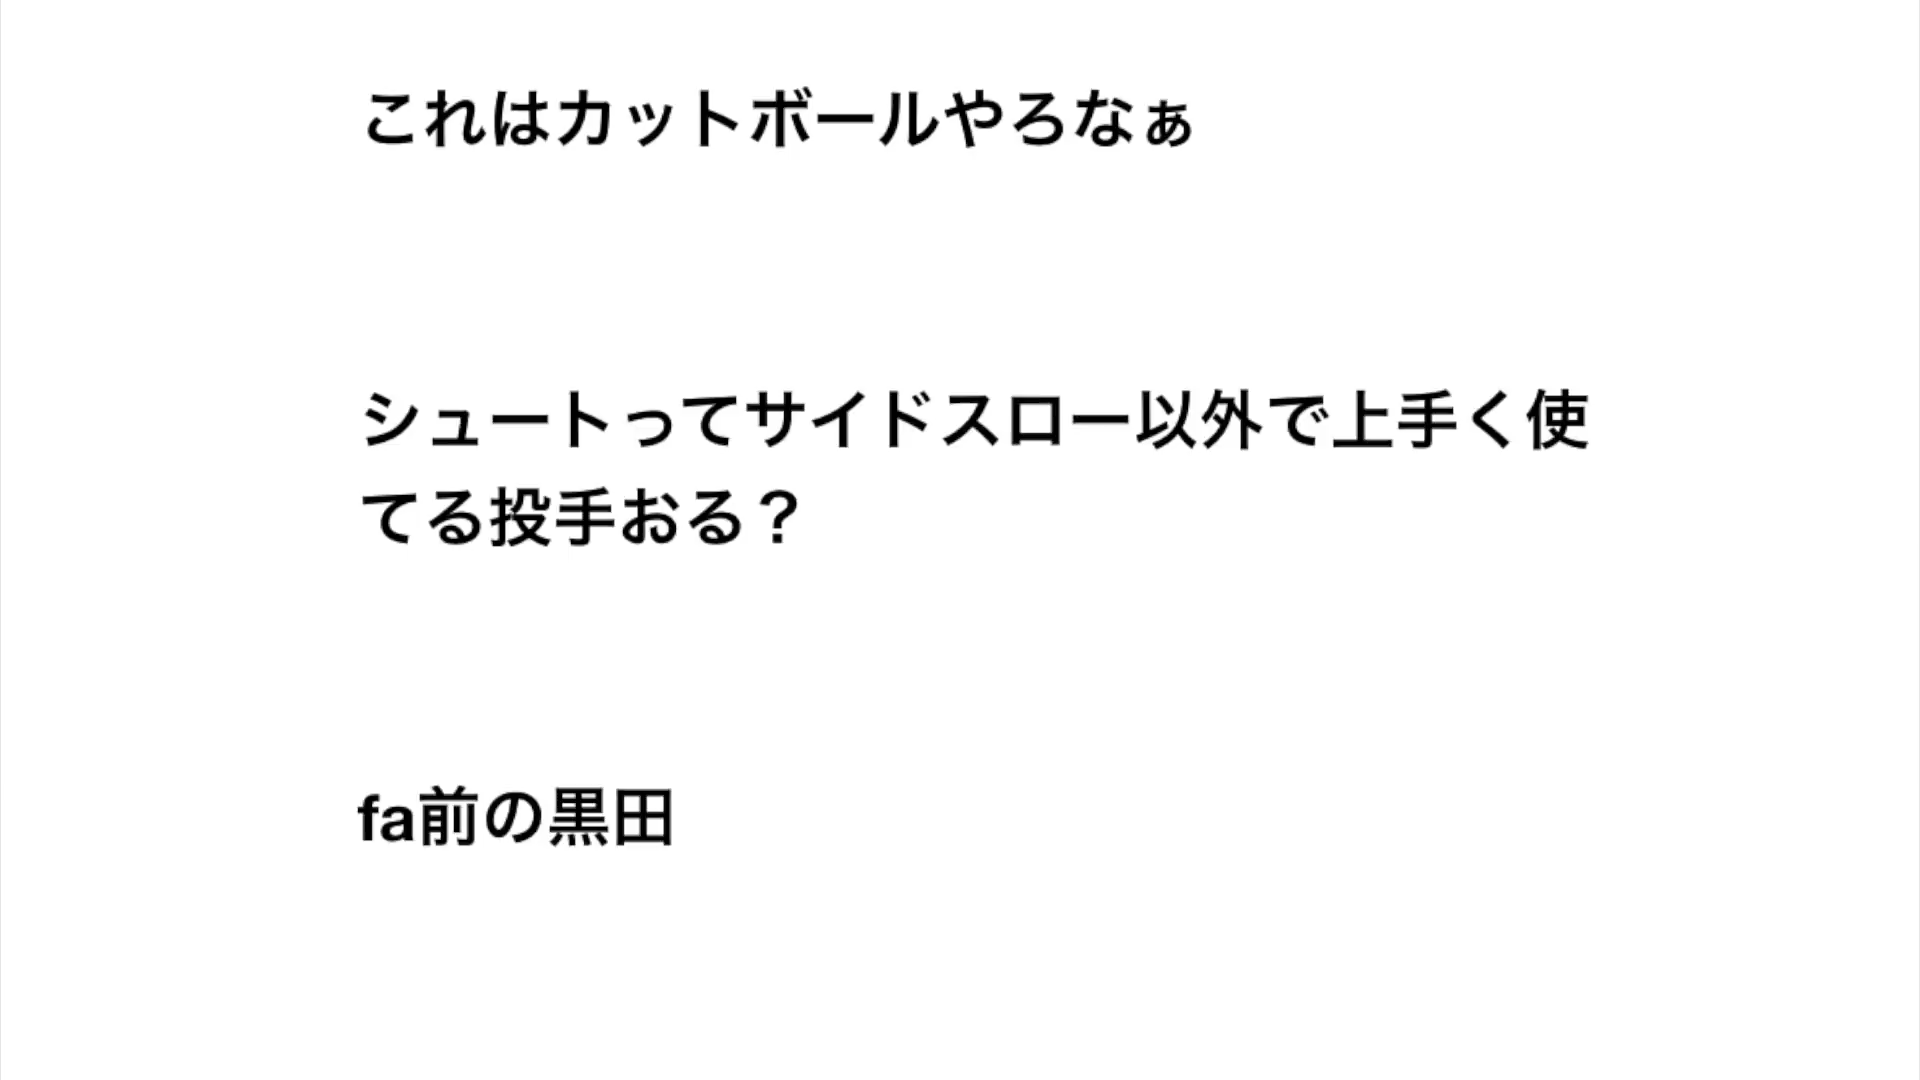 これはカットボールやろなぁ
シュートってサイドスロー以外で上手く使
てる投手おる？
fa前の黒田